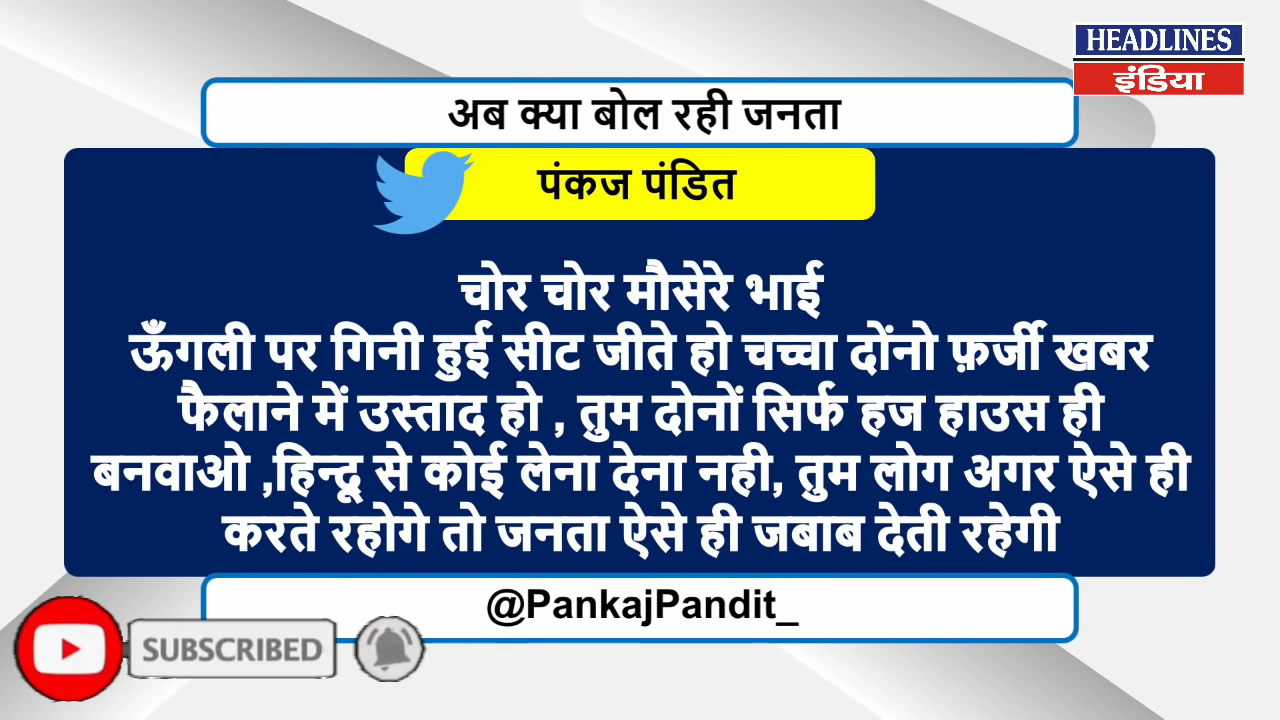 HEADLINES
इंडिया
अब क्या बोल रही जनता
पंकज पंडित
चोर चोर मौसेरे भाई
ऊँगली पर गिनी हुई सीट जीते हो चच्चा दोंनो फ़र्जी खबर
फैलाने में उस्ताद हो , तुम दोनों सिर्फ हज हाउस ही
बनवाओ ,हिन्दू से कोई लेना देना नही, तुम लोग अगर ऐसे ही
करते रहोगे तो जनता ऐसे ही जबाब देती रहेगी
@PankajPandit_
SUBSCRIBED